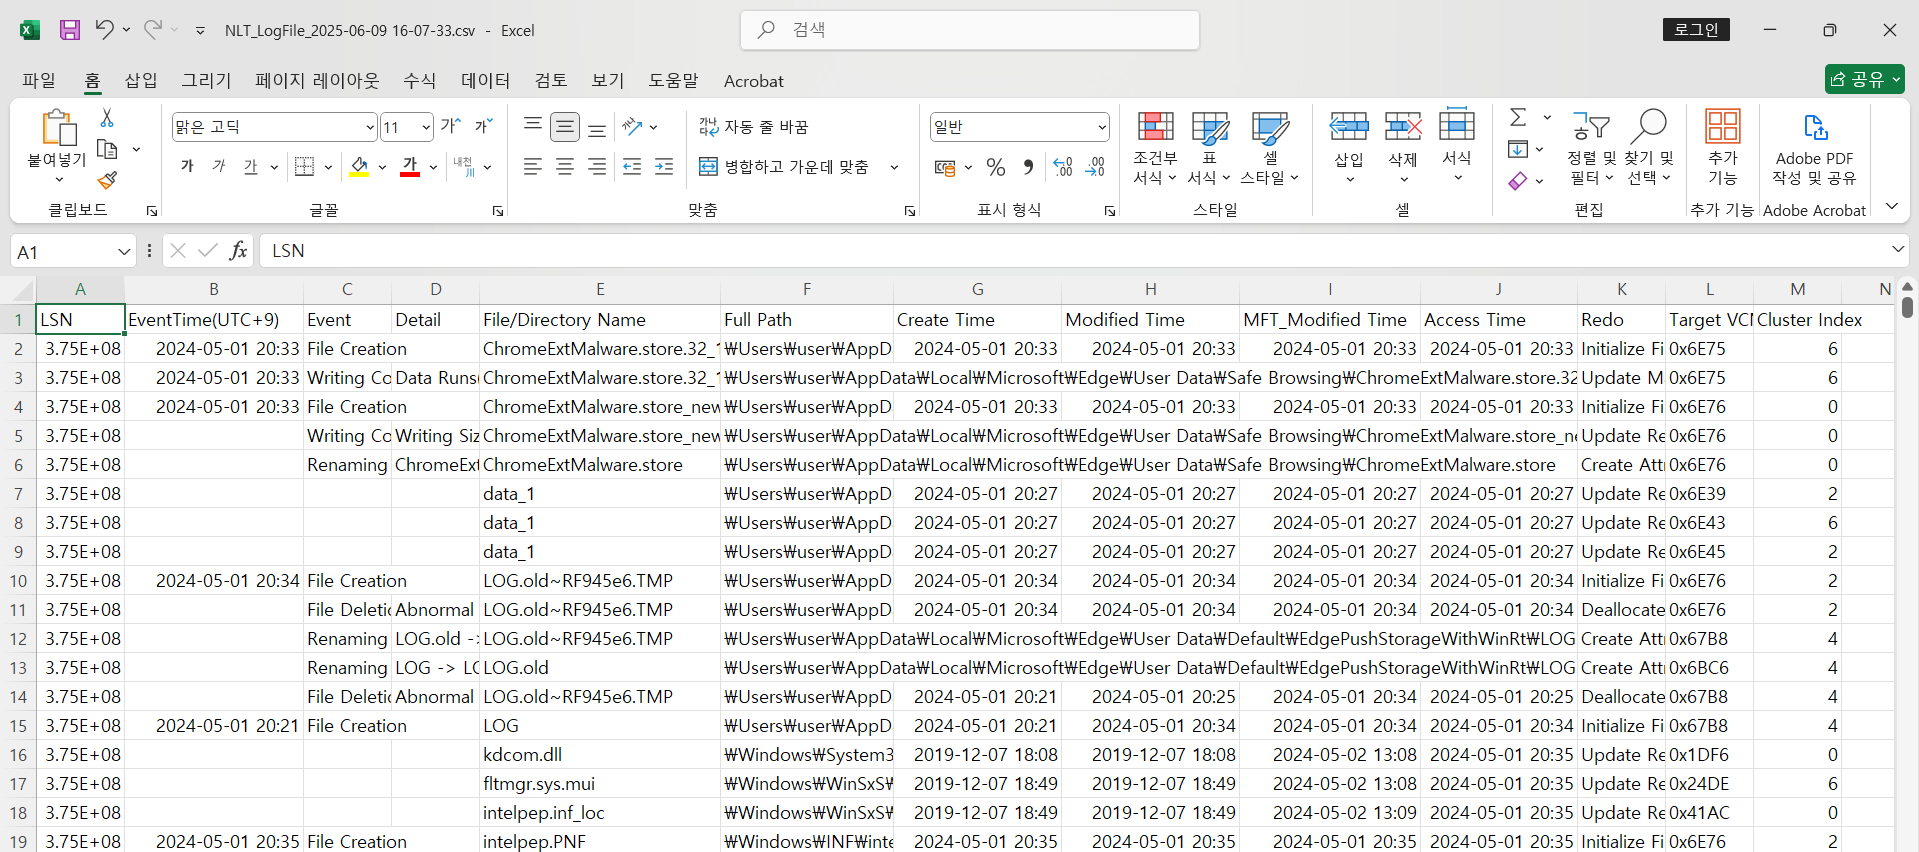 NLT_LogFile_2025-06-09 16-07-33.csv - Excel
검색
로그인
파일 홈 삽입 그리기 페이지 레이아웃 수식 데이터 검토 보기 도움말 Acrobat
공유
붙여넣기
클립보드
맑은 고딕 11 가 가
가 가 가 가 내천
글꼴
가나다 자동 줄 바꿈
병합하고 가운데 맞춤
맞춤
일반
% , .00 .00
표시 형식
조건부 서식 표 서식 셀 스타일
스타일
삽입 삭제 서식
셀
정렬 및 필터 찾기 및 선택
편집
추가 기능
추가 기능
Adobe PDF 작성 및 공유
Adobe Acrobat
A1 fx LSN
A B C D E F G H I J K L M N
1 LSN EventTime(UTC+9) Event Detail File/Directory Name Full Path Create Time Modified Time MFT_Modified Time Access Time Redo Target VC Cluster Index
2 3.75E+08 2024-05-01 20:33 File Creation ChromeExtMalware.store.32_1 ₩Users₩user₩AppD 2024-05-01 20:33 2024-05-01 20:33 2024-05-01 20:33 2024-05-01 20:33 Initialize Fi 0x6E75 6
3 3.75E+08 2024-05-01 20:33 Writing Co Data Runs ChromeExtMalware.store.32_1 ₩Users₩user₩AppData₩Local₩Microsoft₩Edge₩User Data₩Safe Browsing₩ChromeExtMalware.store.32 Update M 0x6E75 6
4 3.75E+08 2024-05-01 20:33 File Creation ChromeExtMalware.store_new ₩Users₩user₩AppD 2024-05-01 20:33 2024-05-01 20:33 2024-05-01 20:33 2024-05-01 20:33 Initialize Fi 0x6E76 0
5 3.75E+08 Writing Co Writing Siz ChromeExtMalware.store_new ₩Users₩user₩AppData₩Local₩Microsoft₩Edge₩User Data₩Safe Browsing₩ChromeExtMalware.store_ne Update Re 0x6E76 0
6 3.75E+08 Renaming ChromeExt ChromeExtMalware.store ₩Users₩user₩AppData₩Local₩Microsoft₩Edge₩User Data₩Safe Browsing₩ChromeExtMalware.store Create Att 0x6E76 0
7 3.75E+08 data_1 ₩Users₩user₩AppD 2024-05-01 20:27 2024-05-01 20:27 2024-05-01 20:27 2024-05-01 20:27 Update Re 0x6E39 2
8 3.75E+08 data_1 ₩Users₩user₩AppD 2024-05-01 20:27 2024-05-01 20:27 2024-05-01 20:27 2024-05-01 20:27 Update Re 0x6E43 6
9 3.75E+08 data_1 ₩Users₩user₩AppD 2024-05-01 20:27 2024-05-01 20:27 2024-05-01 20:27 2024-05-01 20:27 Update Re 0x6E45 2
10 3.75E+08 2024-05-01 20:34 File Creation LOG.old~RF945e6.TMP ₩Users₩user₩AppD 2024-05-01 20:34 2024-05-01 20:34 2024-05-01 20:34 2024-05-01 20:34 Initialize Fi 0x6E76 2
11 3.75E+08 File Deletic Abnormal LOG.old~RF945e6.TMP ₩Users₩user₩AppD 2024-05-01 20:34 2024-05-01 20:34 2024-05-01 20:34 2024-05-01 20:34 Deallocate 0x6E76 2
12 3.75E+08 Renaming LOG.old -> LOG.old~RF945e6.TMP ₩Users₩user₩AppData₩Local₩Microsoft₩Edge₩User Data₩Default₩EdgePushStorageWithWinRt₩LOG Create Att 0x67B8 4
13 3.75E+08 Renaming LOG -> LO LOG.old ₩Users₩user₩AppData₩Local₩Microsoft₩Edge₩User Data₩Default₩EdgePushStorageWithWinRt₩LOG Create Att 0x6BC6 4
14 3.75E+08 File Deletic Abnormal LOG.old~RF945e6.TMP ₩Users₩user₩AppD 2024-05-01 20:21 2024-05-01 20:25 2024-05-01 20:34 2024-05-01 20:25 Deallocate 0x67B8 4
15 3.75E+08 2024-05-01 20:21 File Creation LOG ₩Users₩user₩AppD 2024-05-01 20:21 2024-05-01 20:34 2024-05-01 20:34 2024-05-01 20:34 Initialize Fi 0x67B8 4
16 3.75E+08 kdcom.dll ₩Windows₩System3 2019-12-07 18:08 2019-12-07 18:08 2024-05-02 13:08 2024-05-01 20:35 Update Re 0x1DF6 0
17 3.75E+08 fltmgr.sys.mui ₩Windows₩WinSxS₩ 2019-12-07 18:49 2019-12-07 18:49 2024-05-02 13:08 2024-05-01 20:35 Update Re 0x24DE 6
18 3.75E+08 intelpep.inf_loc ₩Windows₩WinSxS₩ 2019-12-07 18:49 2019-12-07 18:49 2024-05-02 13:09 2024-05-01 20:35 Update Re 0x41AC 0
19 3.75E+08 2024-05-01 20:35 File Creation intelpep.PNF ₩Windows₩INF₩inte 2024-05-01 20:35 2024-05-01 20:35 2024-05-01 20:35 2024-05-01 20:35 Initialize Fi 0x6E76 2